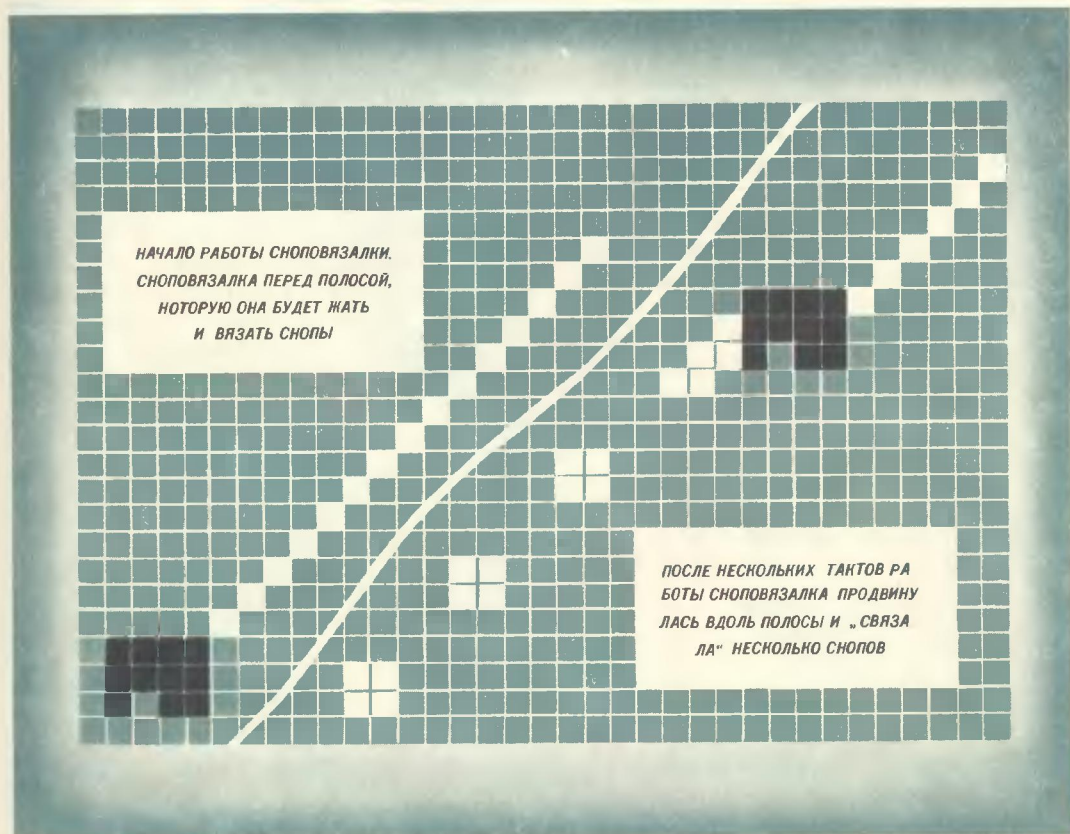 НАЧАЛО РАБОТЫ СНОПОВЯЗАЛКИ.
СНОПОВЯЗАЛКА ПЕРЕД ПОЛОСОЙ,
КОТОРУЮ ОНА БУДЕТ ЖАТЬ
И ВЯЗАТЬ СНОПЫ
ПОСЛЕ НЕСКОЛЬКИХ ТАКТОВ РА
БОТЫ СНОПОВЯЗАЛКА ПРОДВИНУ
ЛАСЬ ВДОЛЬ ПОЛОСЫ И „СВЯЗА
ЛА" НЕСКОЛЬКО СНОПОВ